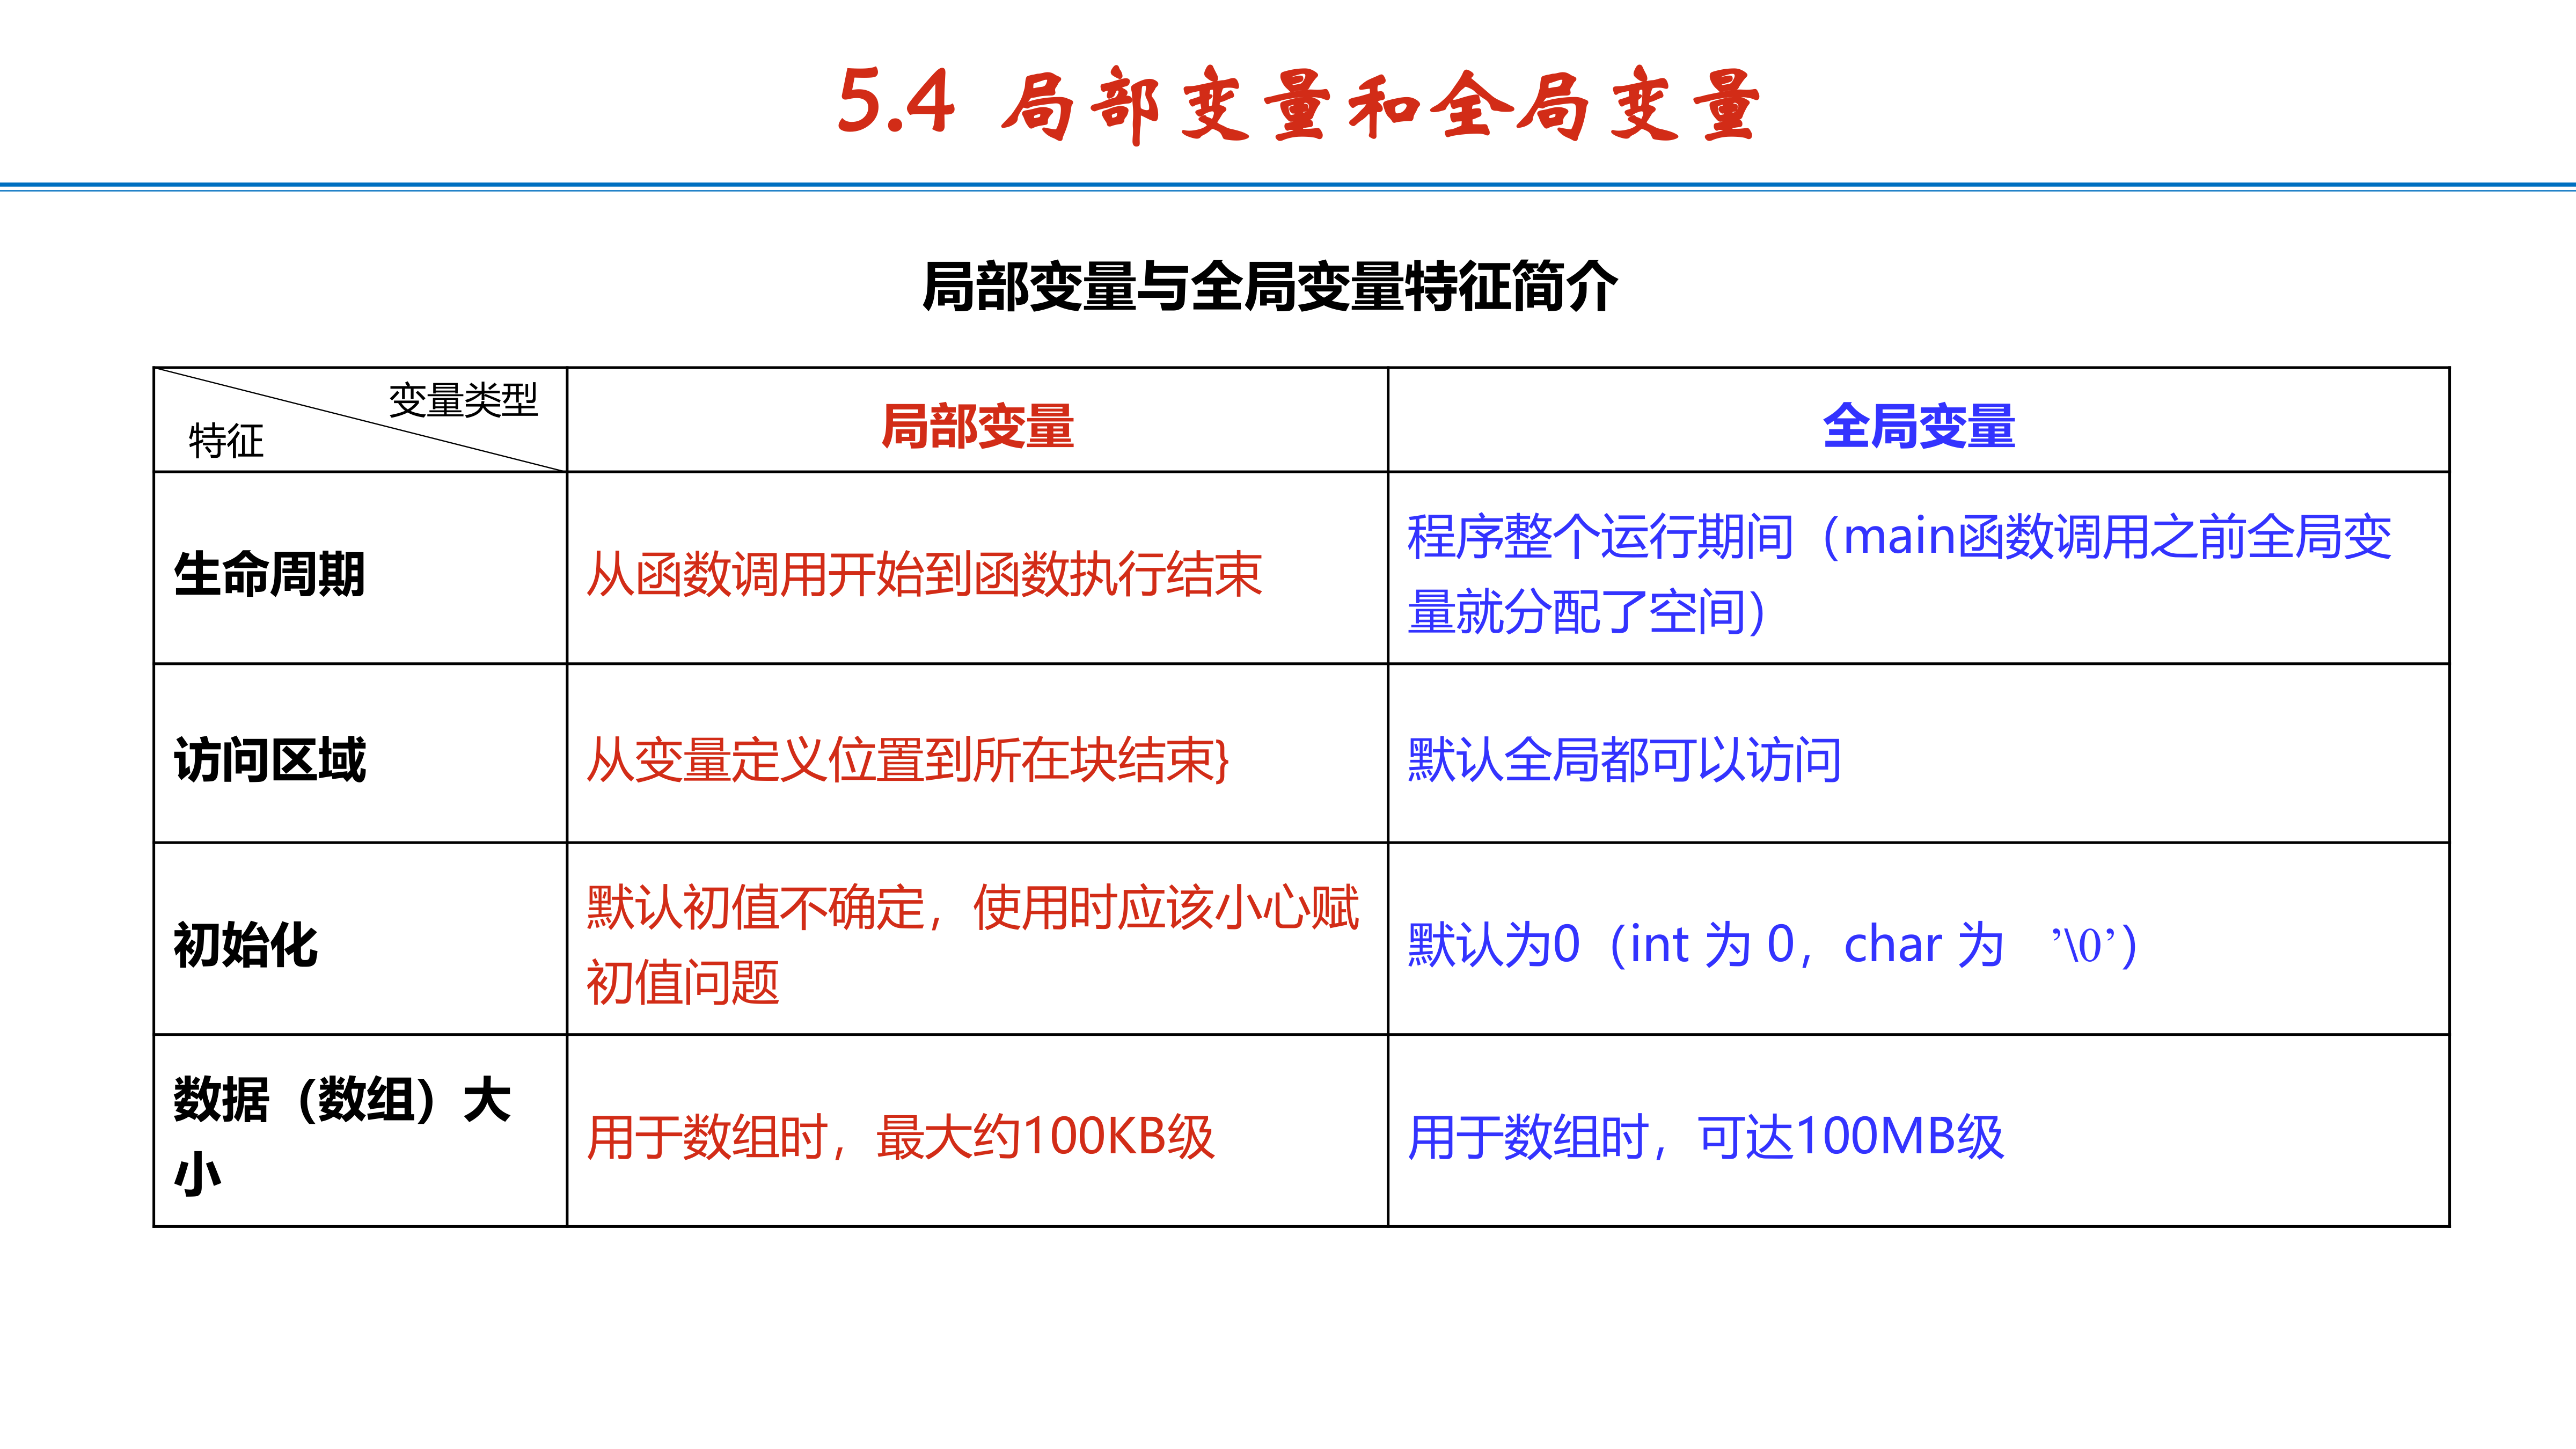 5.4 局部变量和全局变量
局部变量与全局变量特征简介
变量类型
特征
局部变量
全局变量
生命周期
从函数调用开始到函数执行结束
程序整个运行期间（main函数调用之前全局变
量就分配了空间）
访问区域
从变量定义位置到所在块结束}
默认全局都可以访问
初始化
默认初值不确定，使用时应该小心赋
初值问题
默认为0（int 为 0，char 为 ’\0’）
数据（数组）大
小
用于数组时，最大约100KB级
用于数组时，可达100MB级